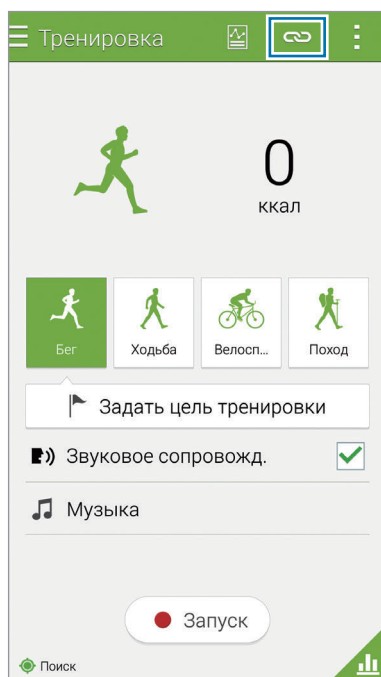 Тренировка
0
ккал
Бег
Ходьба
Велосп...
Поход
Задать цель тренировки
Звуковое сопровожд.
Музыка
Запуск
Поиск